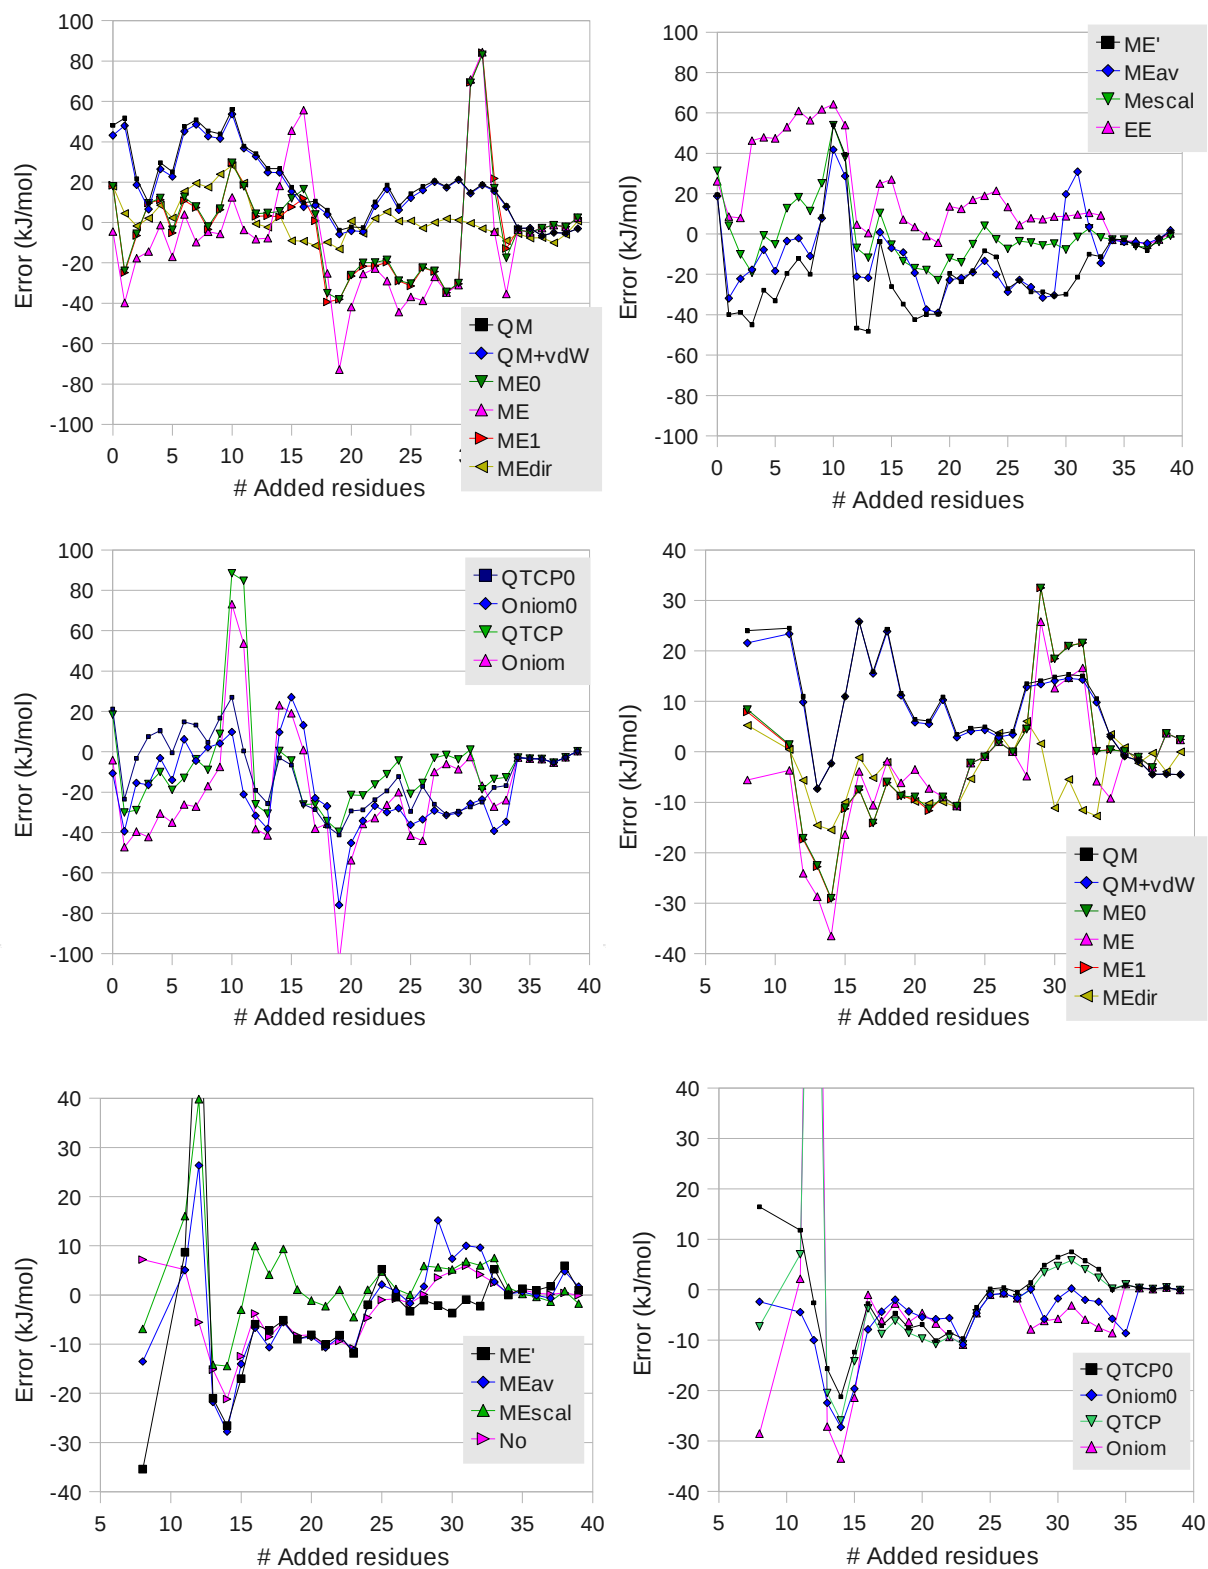 100
80
60
40
20
0
-20
-40
-60
-80
-100
Error (kJ/mol)
0 5 10 15 20 25
# Added residues
QM
QM+vdW
ME0
ME
ME1
MEdir
100
80
60
40
20
0
-20
-40
-60
-80
-100
Error (kJ/mol)
0 5 10 15 20 25 30 35 40
# Added residues
ME'
MEav
Mescal
EE
100
80
60
40
20
0
-20
-40
-60
-80
-100
Error (kJ/mol)
0 5 10 15 20 25 30 35 40
# Added residues
QTCP0
Oniom0
QTCP
Oniom
40
30
20
10
0
-10
-20
-30
-40
Error (kJ/mol)
5 10 15 20 25 30
# Added residues
QM
QM+vdW
ME0
ME
ME1
MEdir
40
30
20
10
0
-10
-20
-30
-40
Error (kJ/mol)
5 10 15 20 25 30 35 40
# Added residues
ME'
MEav
MEscal
No
40
30
20
10
0
-10
-20
-30
-40
Error (kJ/mol)
5 10 15 20 25 30 35 40
# Added residues
QTCP0
Oniom0
QTCP
Oniom